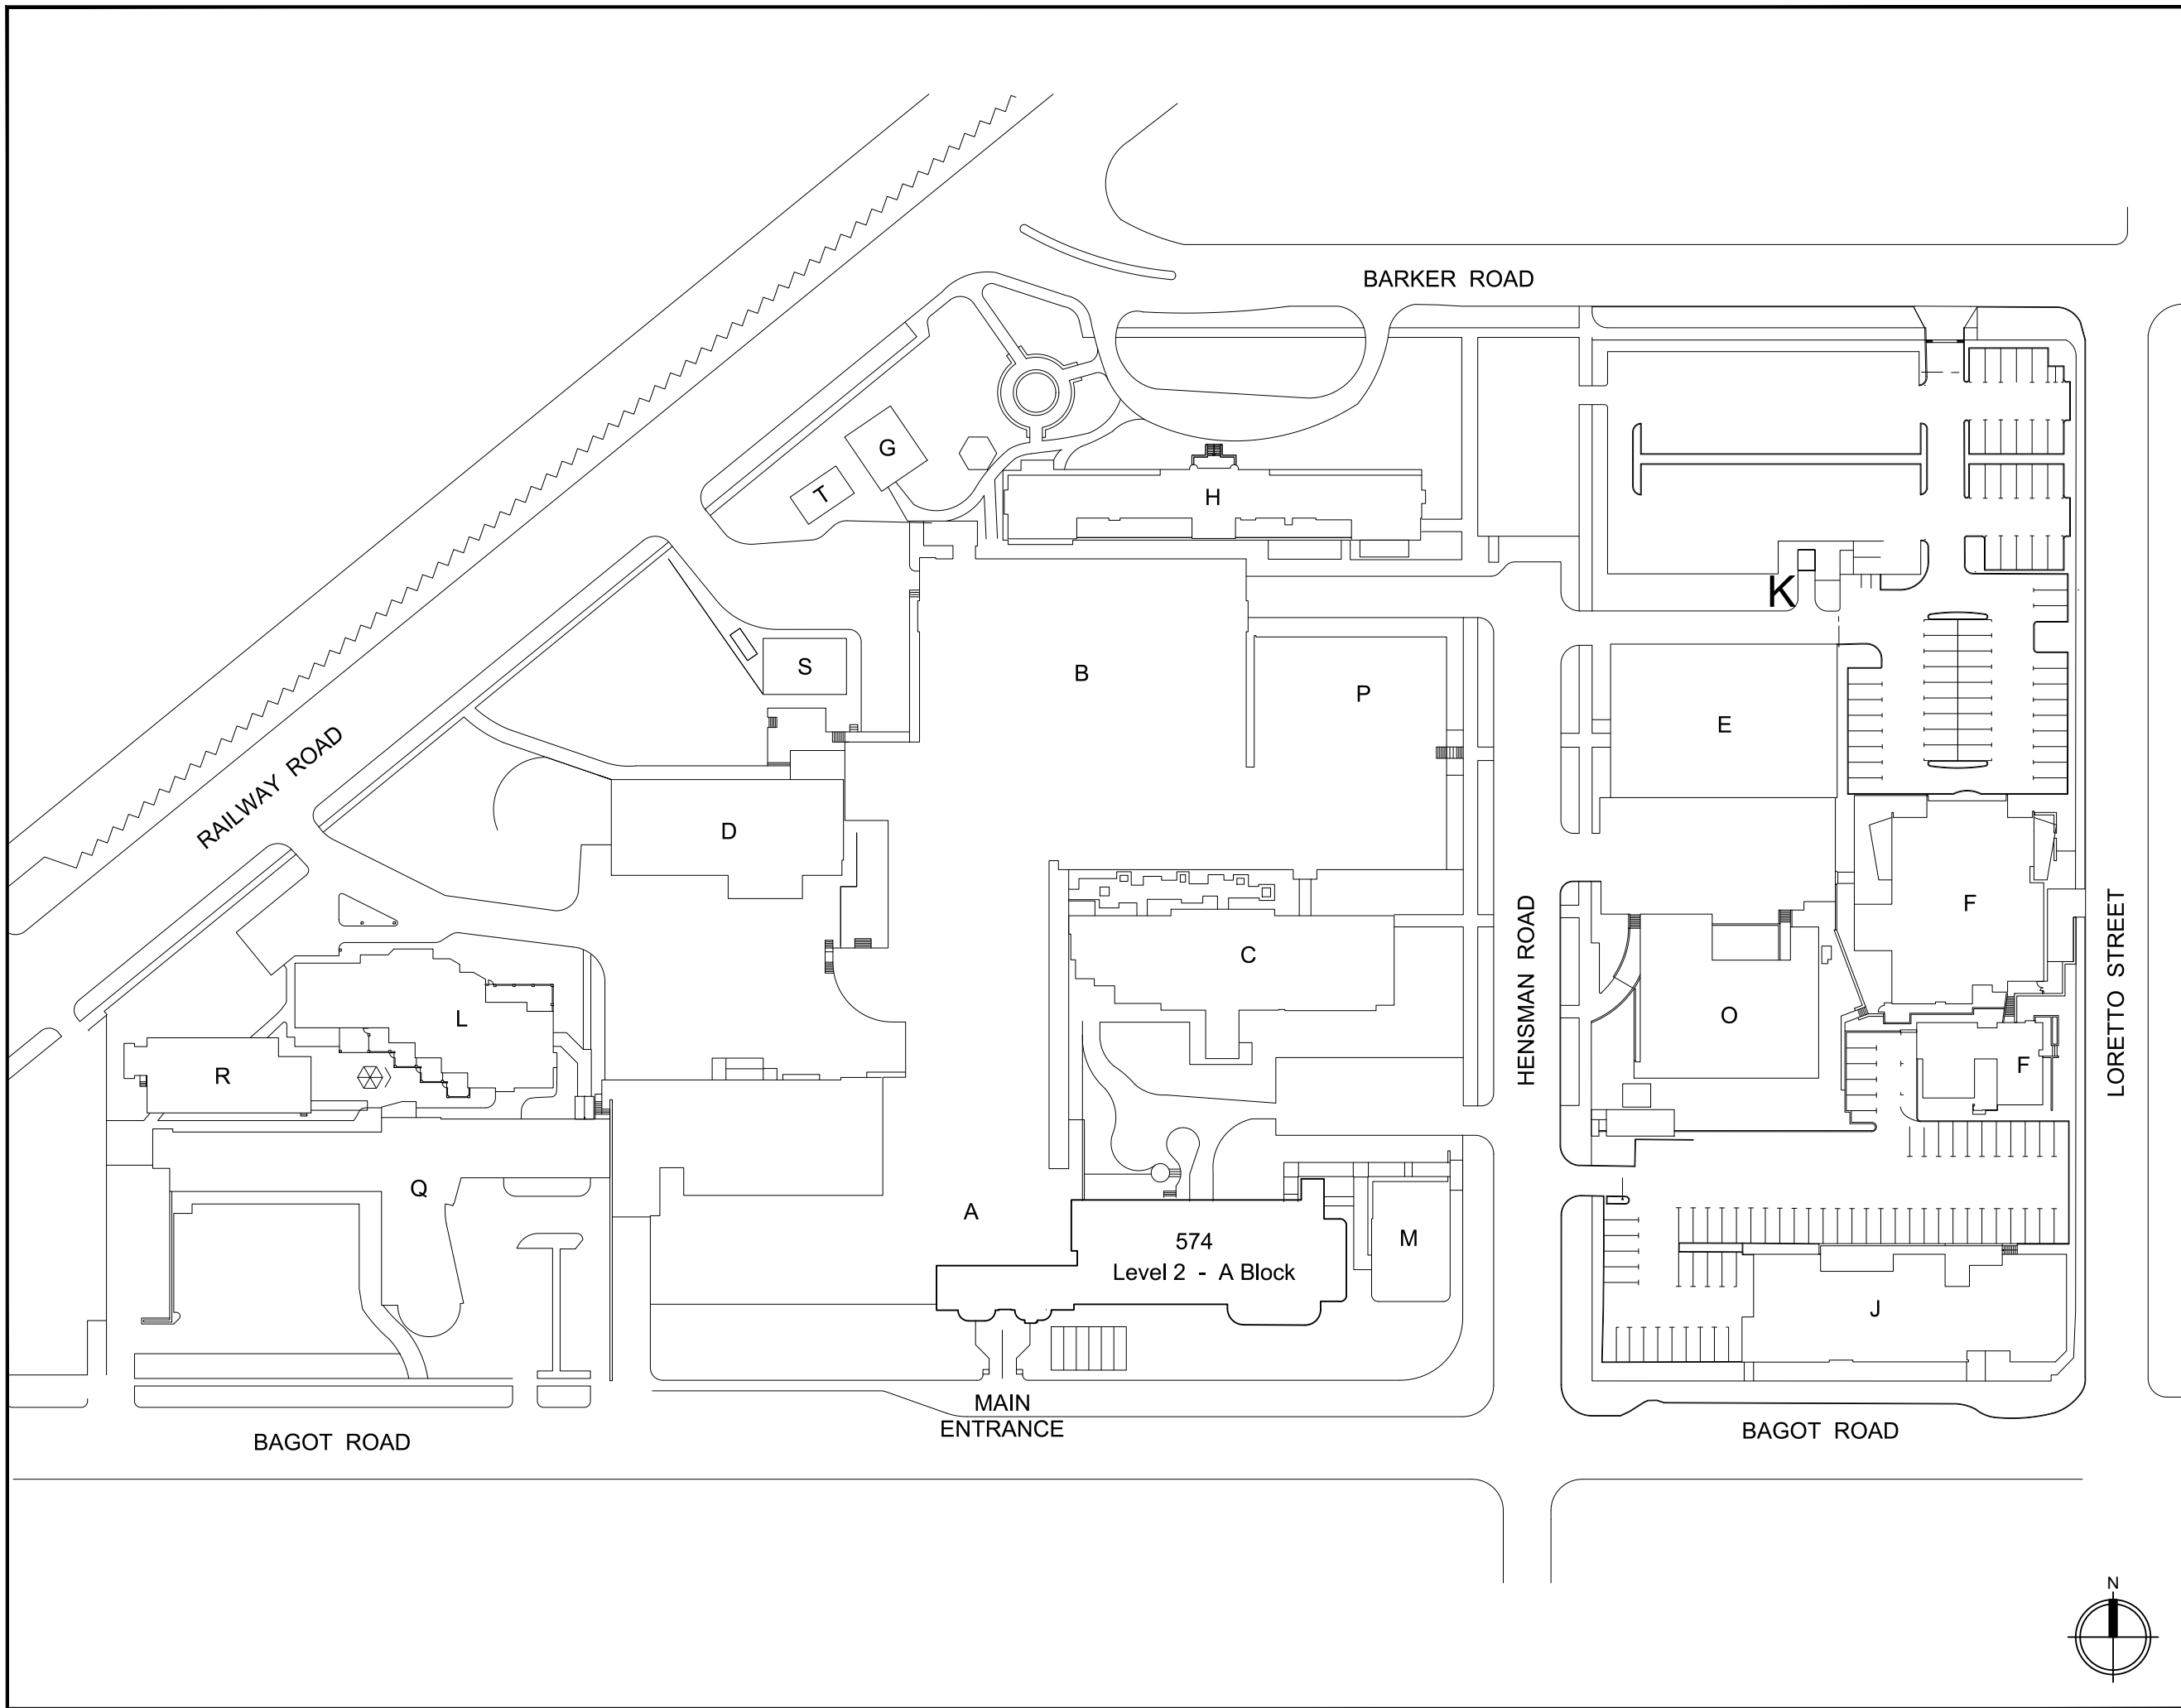 BARKER ROAD
G
T
H
K
S
B
P
E
RAILWAY ROAD
D
F
C
HENSMAN ROAD
LORETTO STREET
L
O
R
F
Q
A
574
Level 2 - A Block
M
J
MAIN
ENTRANCE
BAGOT ROAD
BAGOT ROAD
N